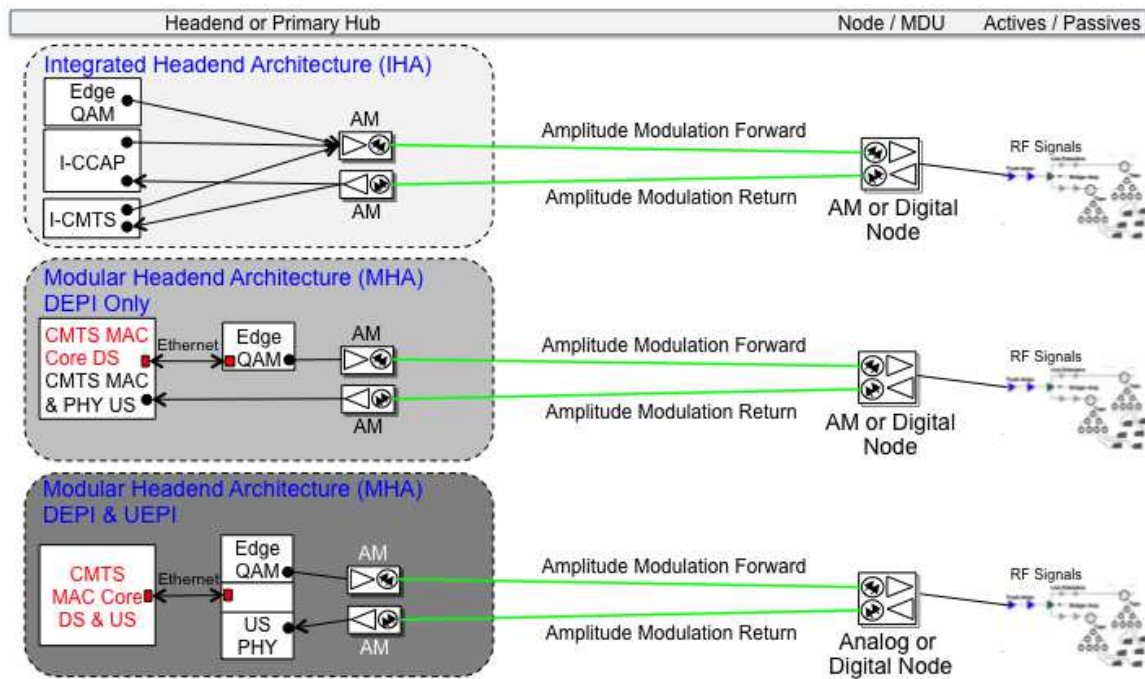 Headend or Primary Hub
Node / MDU
Actives / Passives
Integrated Headend Architecture (IHA)
Edge
QAM
I-CCAP
I-CMTS
AM
AM
Amplitude Modulation Forward
Amplitude Modulation Return
AM or Digital
Node
RF Signals
Modular Headend Architecture (MHA)
DEPI Only
CMTS MAC
Core DS
CMTS MAC
& PHY US
Ethernet
Edge
QAM
AM
AM
Amplitude Modulation Forward
Amplitude Modulation Return
AM or Digital
Node
RF Signals
Modular Headend Architecture (MHA)
DEPI & UEPI
CMTS
MAC Core
DS & US
Ethernet
Edge
QAM
US
PHY
AM
AM
Amplitude Modulation Forward
Amplitude Modulation Return
Analog or
Digital Node
RF Signals